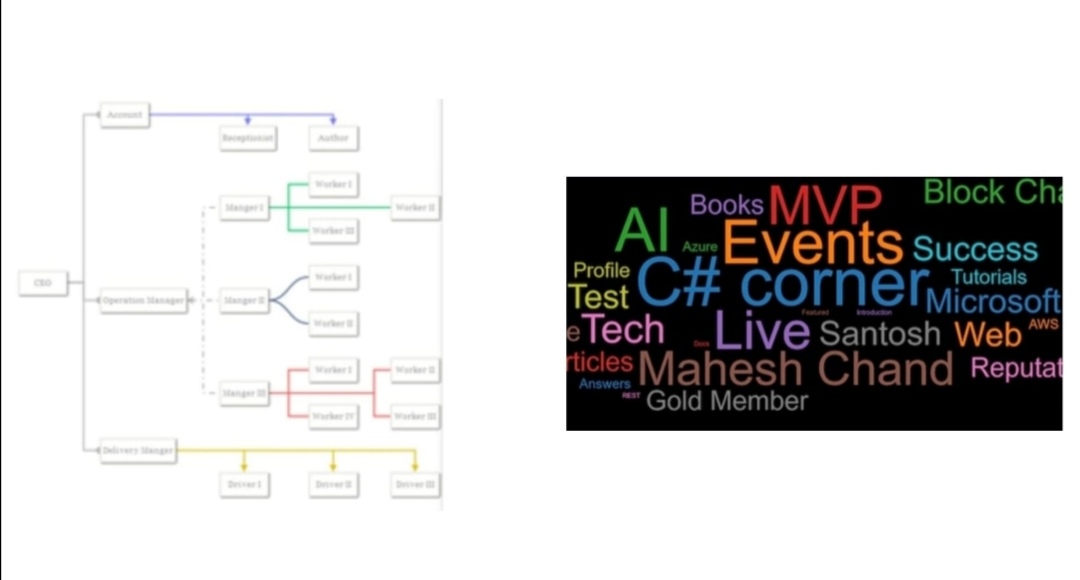 Account
Receptionist
Author
Worker I
Manger I
Worker II
Worker III
CEO
Operation Manager
Manger II
Worker I
Worker II
Manger III
Worker I
Worker II
Worker IV
Worker III
Delivery Manger
Driver I
Driver II
Driver III
Books MVP Block Cha
AI Azure Events Success
Profile C# corner Tutorials
Test Microsoft
Featured Introduction
e Tech Docs Live Santosh Web AWS
rticles Mahesh Chand Reputat
Answers
REST Gold Member